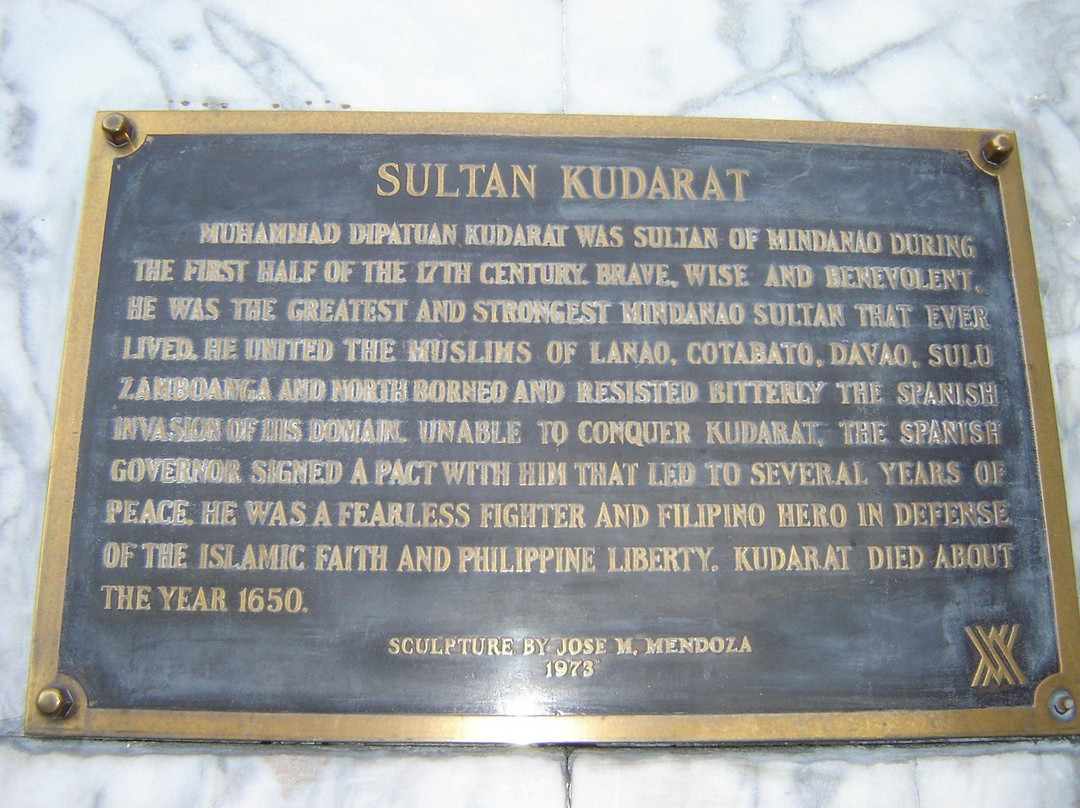 SULTAN KUDARAT
MUHAMMAD DIPATUAN KUDARAT WAS SULTAN OF MINDANAO DURING
THE FIRST HALF OF THE 17TH CENTURY. BRAVE, WISE AND BENEVOLENT,
HE WAS THE GREATEST AND STRONGEST MINDANAO SULTAN THAT EVER
LIVED. HE UNITED THE MUSLIMS OF LANAO, COTABATO, DAVAO, SULU
ZAMBOANGA AND NORTH BORNEO AND RESISTED BITTERLY THE SPANISH
INVASION OF HIS DOMAIN. UNABLE TO CONQUER KUDARAT, THE SPANISH
GOVERNOR SIGNED A PACT WITH HIM THAT LED TO SEVERAL YEARS OF
PEACE. HE WAS A FEARLESS FIGHTER AND FILIPINO HERO IN DEFENSE
OF THE ISLAMIC FAITH AND PHILIPPINE LIBERTY. KUDARAT DIED ABOUT
THE YEAR 1650.
SCULPTURE BY JOSE M. MENDOZA
1973